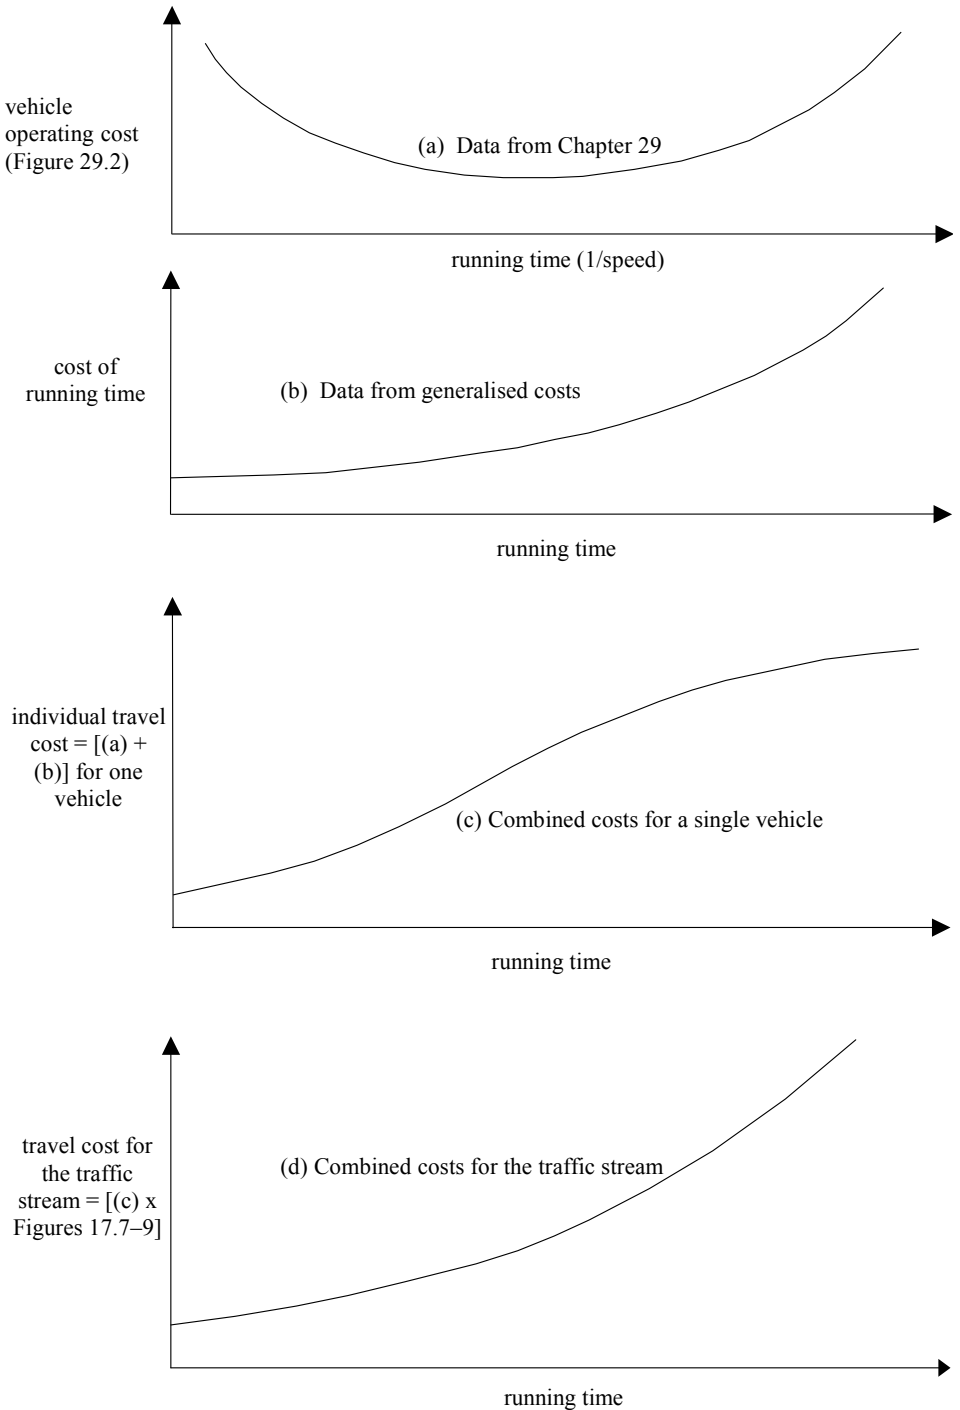 vehicle
operating cost
(Figure 29.2)
(a) Data from Chapter 29
running time (1/speed)
cost of
running time
(b) Data from generalised costs
running time
individual travel
cost = [(a) +
(b)] for one
vehicle
(c) Combined costs for a single vehicle
running time
travel cost for
the traffic
stream = [(c) x
Figures 17.7–9]
(d) Combined costs for the traffic stream
running time